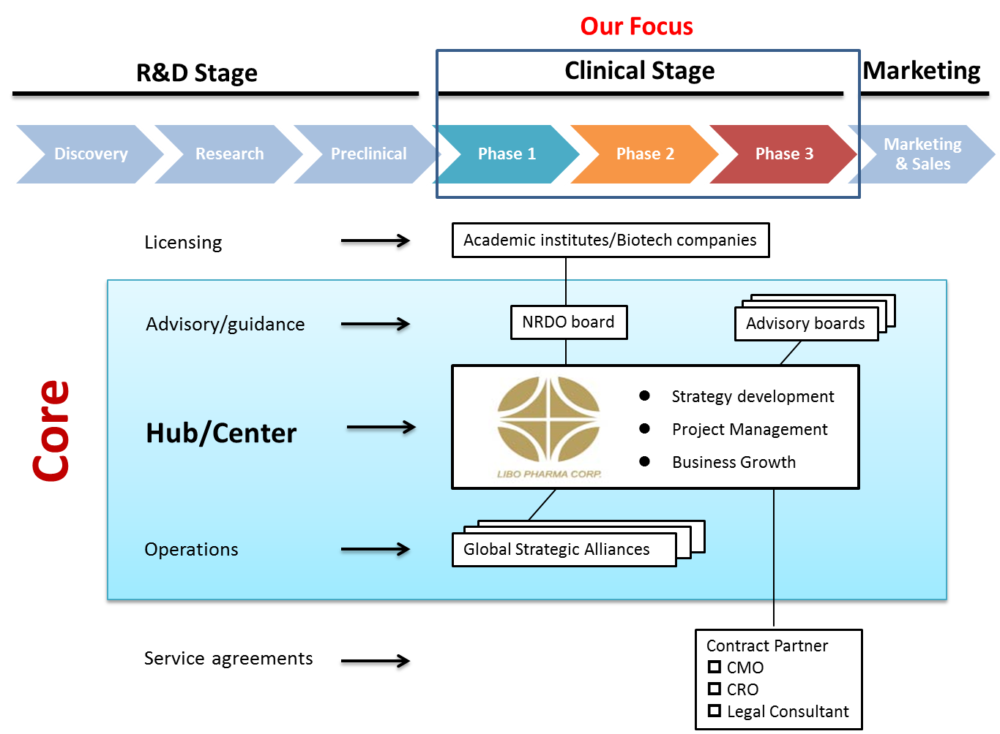 Our Focus
R&D Stage
Clinical Stage
Marketing
Discovery
Research
Preclinical
Phase 1
Phase 2
Phase 3
Marketing
& Sales
Licensing
Academic institutes/Biotech companies
Advisory/guidance
NRDO board
Advisory boards
Core
Hub/Center
LIBO PHARMA CORP.
Strategy development
Project Management
Business Growth
Operations
Global Strategic Alliances
Service agreements
Contract Partner
CMO
CRO
Legal Consultant